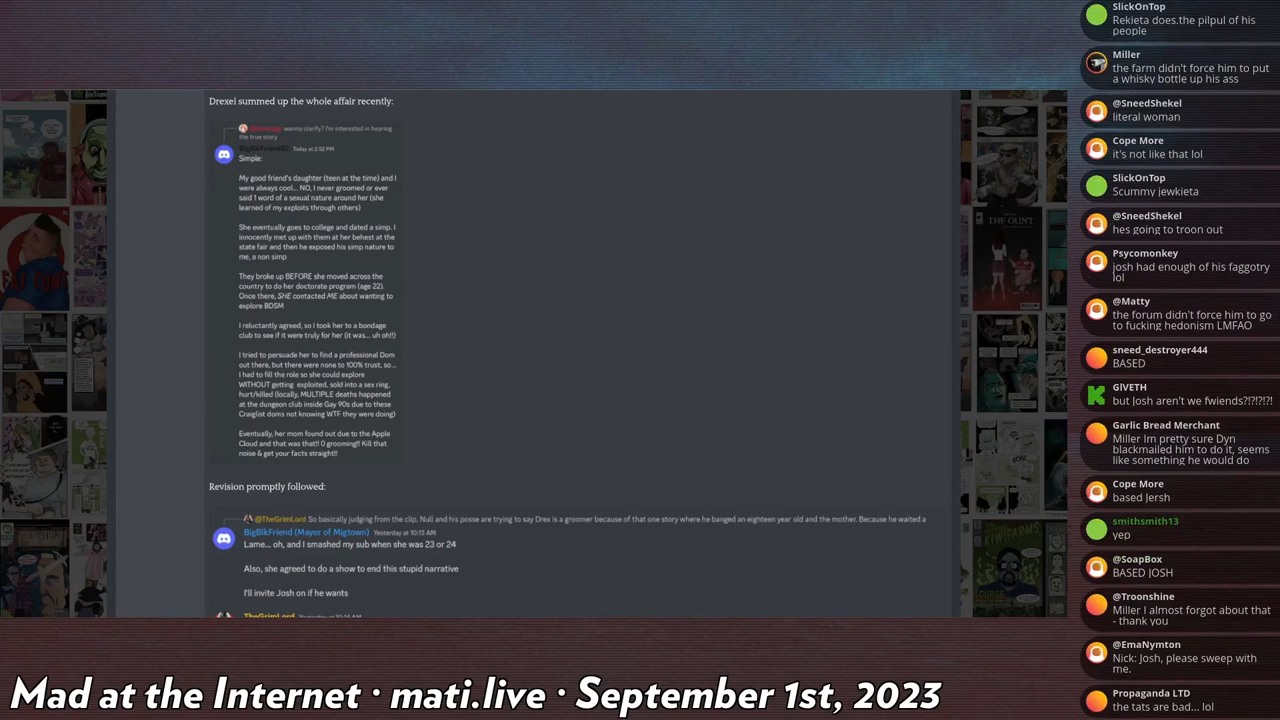 Drexel summed up the whole affair recently:
wanna clarify? I'm interested in hearing
the true story
BigBlkFriend82 Today at 2:52 PM
Simple:
My good friend's daughter (teen at the time) and I
were always cool... NO, I never groomed or ever
said 1 word of a sexual nature around her (she
learned of my exploits through others)
She eventually goes to college and dated a simp. I
innocently met up with them at her behest at the
state fair and then he exposed his simp nature to
me, a non simp
They broke up BEFORE she moved across the
country to do her doctorate program (age 22).
Once there, SHE contacted ME about wanting to
explore BDSM
I reluctantly agreed, so I took her to a bondage
club to see if it were truly for her (it was... uh oh!!)
I tried to persuade her to find a professional Dom
out there, but there were none to 100% trust, so...
I had to fill the role so she could explore
WITHOUT getting exploited, sold into a sex ring,
hurt/killed (locally, MULTIPLE deaths happened
at the dungeon club inside Gay 90s due to these
Craiglist doms not knowing WTF they were doing)
Eventually, her mom found out due to the Apple
Cloud and that was that!! 0 grooming!! Kill that
noise & get your facts straight!!
Revision promptly followed:
@TheGrimLord So basically judging from the clip, Null and his posse are trying to say Drex is a groomer because of that one story where he banged an eighteen year old and the mother. Because he waited a
BigBlkFriend (Mayor of Migtown) Yesterday at 10:13 AM
Lame... oh, and I smashed my sub when she was 23 or 24
Also, she agreed to do a show to end this stupid narrative
I'll invite Josh on if he wants
TheGrimLord Yesterday at 10:14 AM
FAT FUNK
THE GUNT
KIWIFARMS
CURSE
SlickOnTop
Rekieta does.the pilpul of his
people
Miller
the farm didn't force him to put
a whisky bottle up his ass
@SneedShekel
literal woman
Cope More
it's not like that lol
SlickOnTop
Scummy jewkieta
@SneedShekel
hes going to troon out
Psycomonkey
josh had enough of his faggotry
lol
@Matty
the forum didn't force him to go
to fucking hedonism LMFAO
sneed_destroyer444
BASED
GIVETH
but Josh aren't we fwiends?!?!?!?!
Garlic Bread Merchant
Miller Im pretty sure Dyn
blackmailed him to do it, seems
like something he would do
Cope More
based Jersh
smithsmith13
yep
@SoapBox
BASED JOSH
@Troonshine
Miller I almost forgot about that
- thank you
@EmaNymton
Nick: Josh, please sweep with
me.
Propaganda LTD
the tats are bad... lol
Mad at the Internet · mati.live · September 1st, 2023